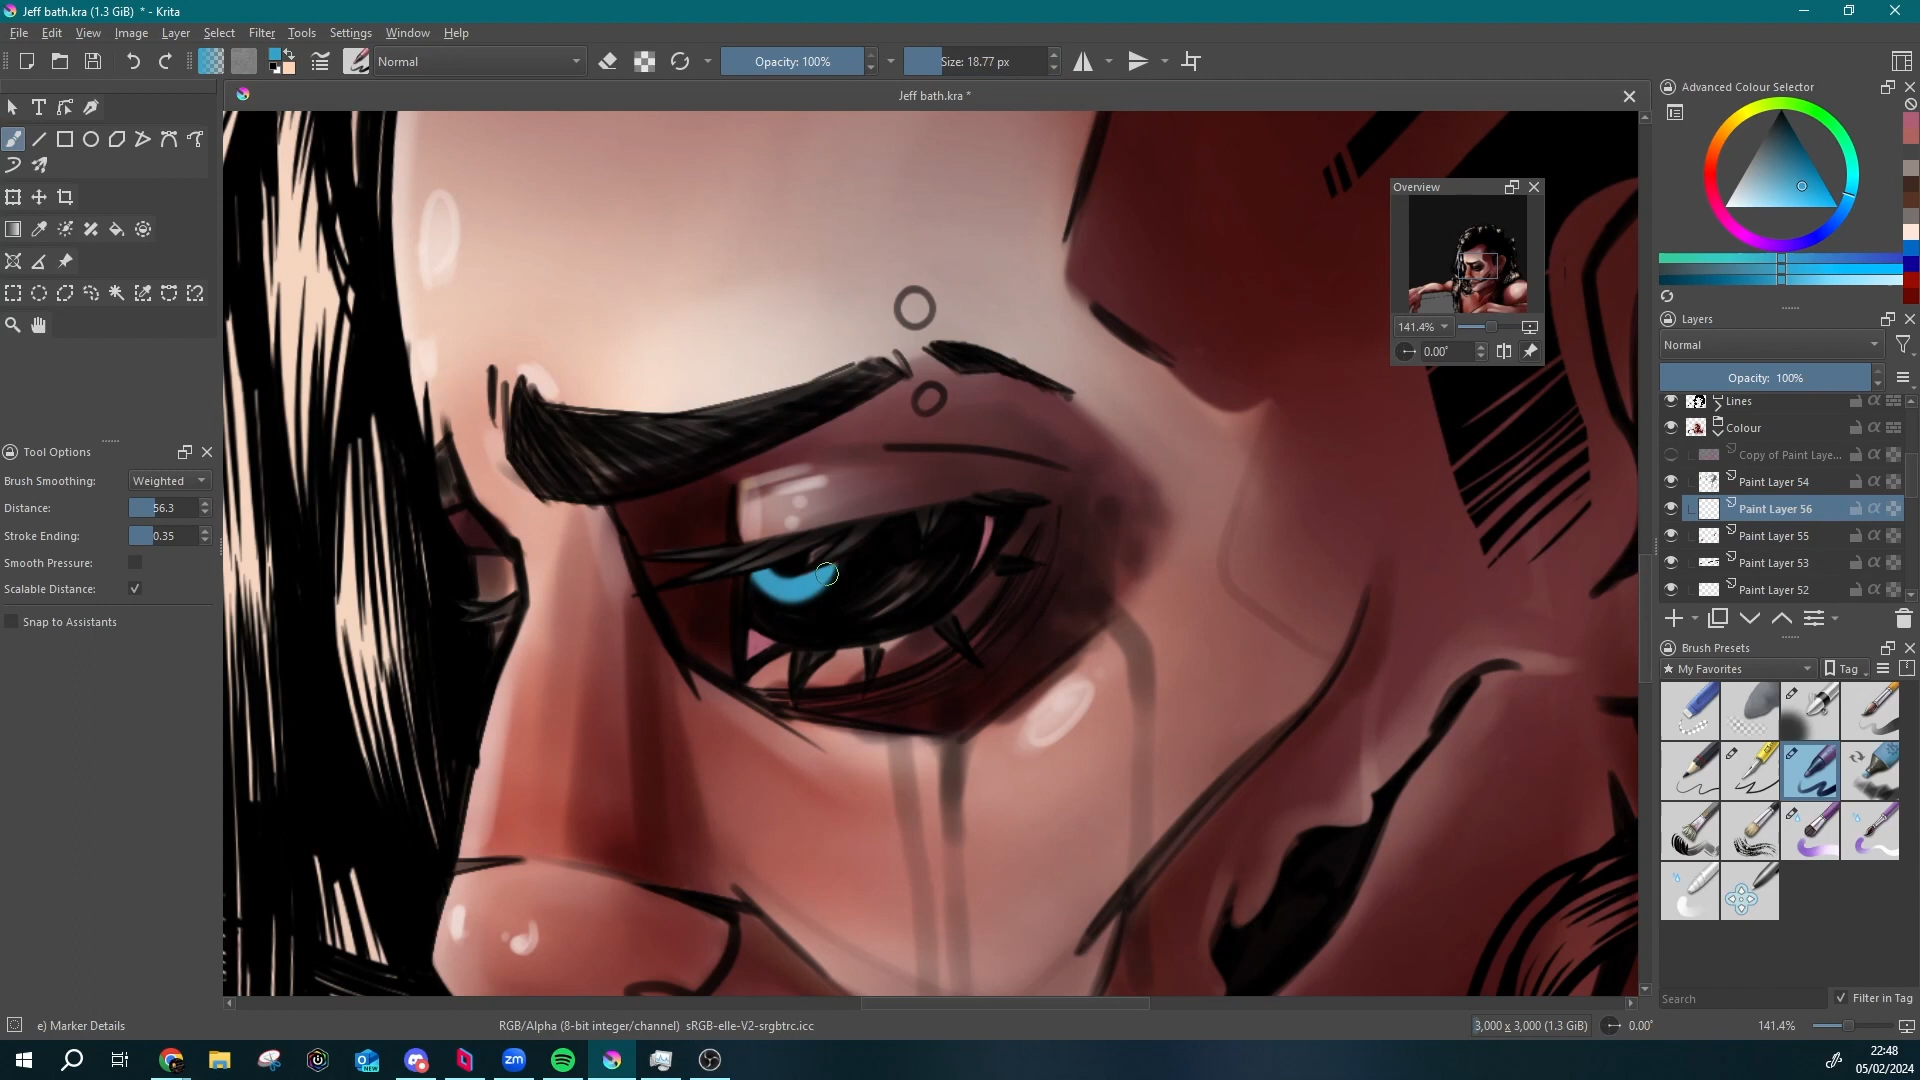 Jeff bath.kra (1.3 GiB)  * - Krita
File Edit View Image Layer Select Filter Tools Settings Window Help
Normal
Opacity: 100%
Size: 18.77 px
Jeff bath.kra *
Advanced Colour Selector
Overview
141.4%
0.00°
Layers
Normal
Opacity:  100%
Lines
Colour
Copy of Paint Laye...
Paint Layer 54
Paint Layer 56
Paint Layer 55
Paint Layer 53
Paint Layer 52
Tool Options
Brush Smoothing: Weighted
Distance: 56.3
Stroke Ending: 0.35
Smooth Pressure:
Scalable Distance:
Snap to Assistants
Brush Presets
My Favorites
Tag
Search
Filter in Tag
e) Marker Details
RGB/Alpha (8-bit integer/channel)  sRGB-elle-V2-srgbtrc.icc
3,000 x 3,000 (1.3 GiB)
0.00°
141.4%
NEW
zm
22:48
05/02/2024